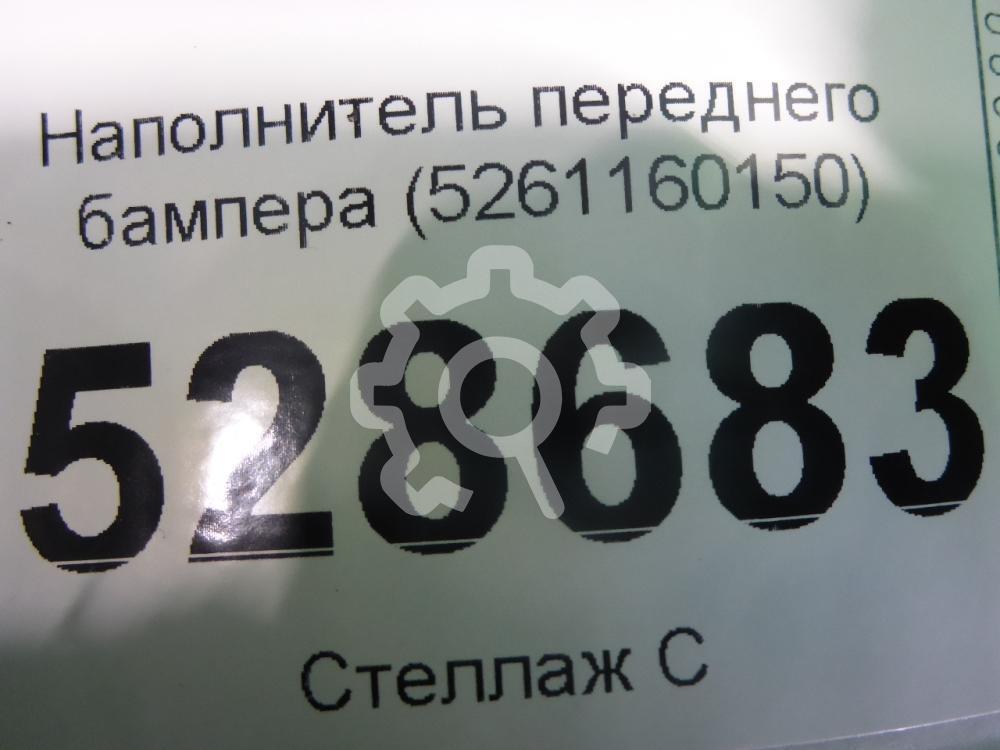 Наполнитель переднего
бампера (5261160150)
528683
Стеллаж С